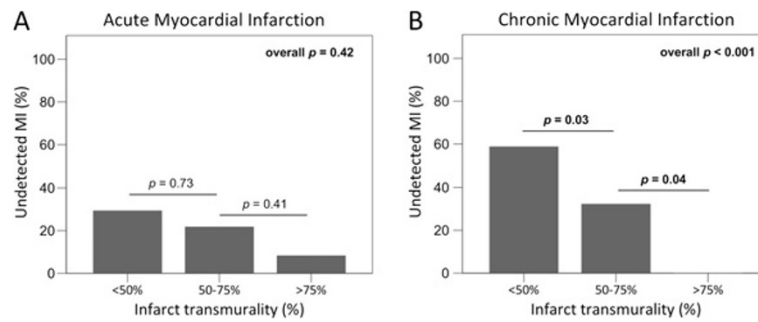 A
Acute Myocardial Infarction
overall p = 0.42
Undetected MI (%)
100
80
60
40
20
0
p = 0.73
p = 0.41
<50%
50-75%
>75%
Infarct transmurality (%)
B
Chronic Myocardial Infarction
overall p < 0.001
Undetected MI (%)
100
80
60
40
20
0
p = 0.03
p = 0.04
<50%
50-75%
>75%
Infarct transmurality (%)